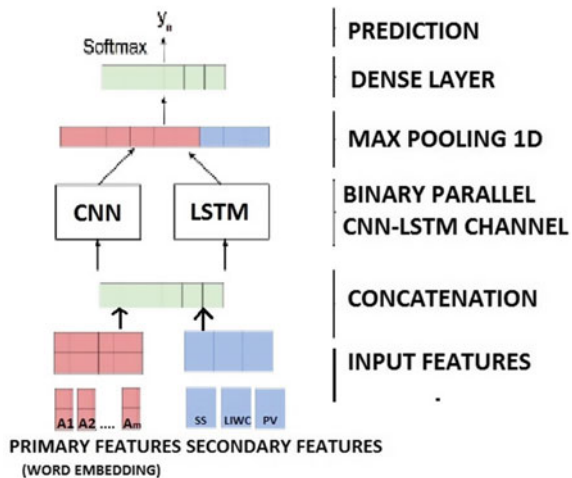 yn
Softmax
PREDICTION
DENSE LAYER
MAX POOLING 1D
CNN
LSTM
BINARY PARALLEL
CNN-LSTM CHANNEL
CONCATENATION
INPUT FEATURES
A1 A2 .... Am
SS LIWC PV
PRIMARY FEATURES SECONDARY FEATURES
(WORD EMBEDDING)